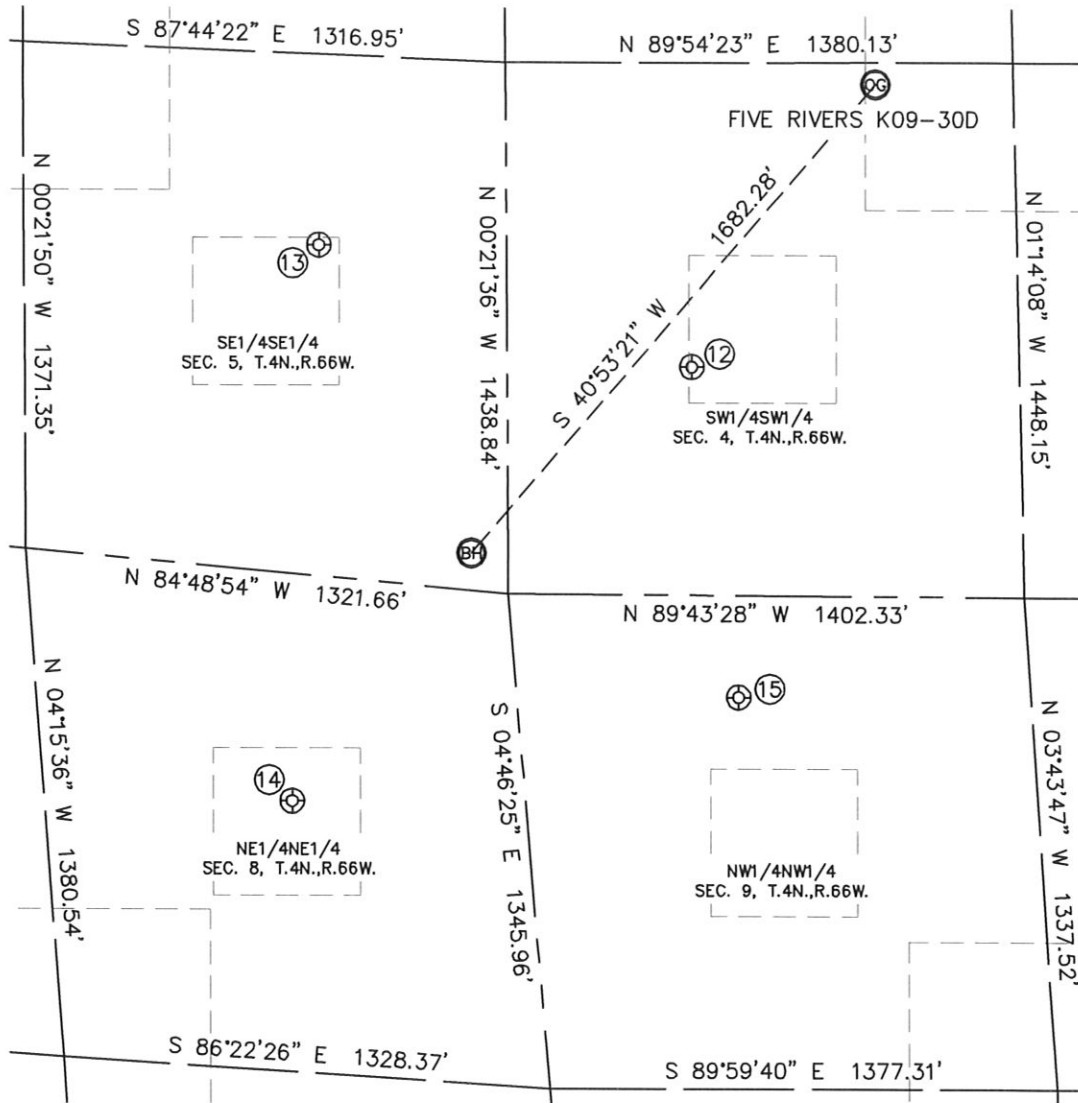 S 87°44'22" E 1316.95'
N 89°54'23" E 1380.13'
OG
FIVE RIVERS K09-30D
N 00°21'50" W 1371.35'
N 00°21'36" W 1438.84'
1682.28'
S 40°53'21" W
N 01°14'08" W 1448.15'
13
SE1/4SE1/4
SEC. 5, T.4N.,R.66W.
12
SW1/4SW1/4
SEC. 4, T.4N.,R.66W.
BH
N 84°48'54" W 1321.66'
N 89°43'28" W 1402.33'
N 04°15'36" W 1380.54'
S 04°46'25" E 1345.96'
15
N 03°43'47" W 1337.52'
14
NE1/4NE1/4
SEC. 8, T.4N.,R.66W.
NW1/4NW1/4
SEC. 9, T.4N.,R.66W.
S 86°22'26" E 1328.37'
S 89°59'40" E 1377.31'